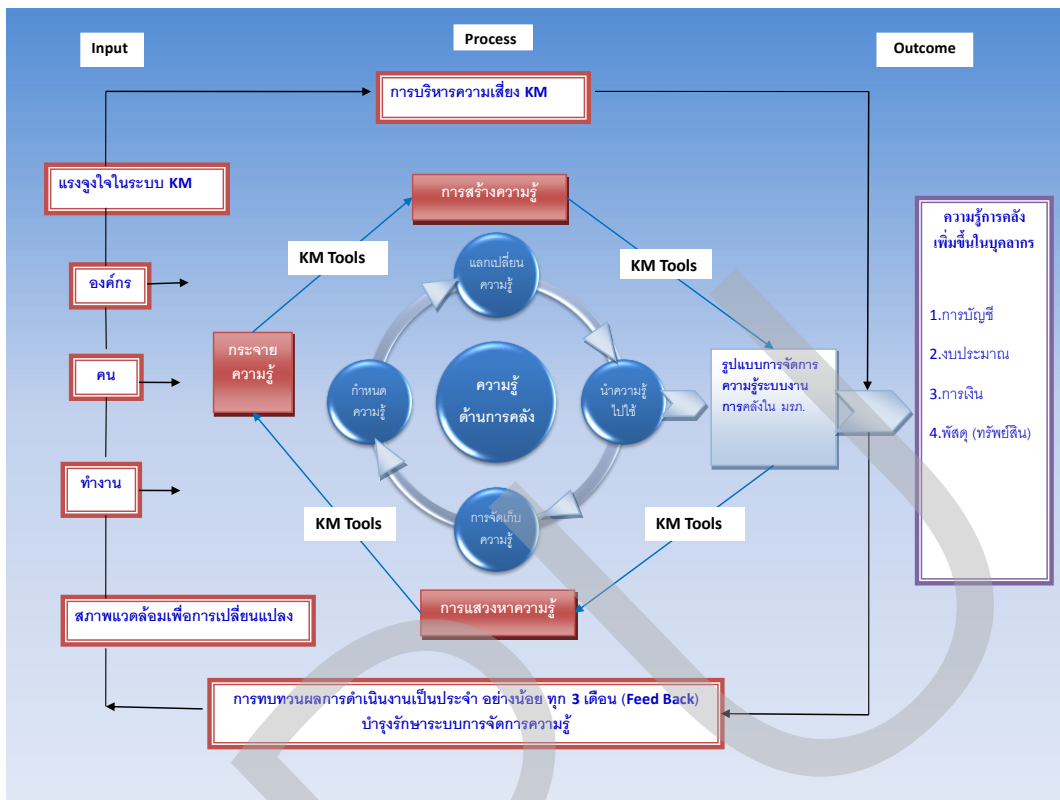 Input
Process
Outcome
การบริหารความเสี่ยง KM
แรงจูงใจในระบบ KM
องค์กร
คน
ทำงาน
สภาพแวดล้อมเพื่อการเปลี่ยนแปลง
การสร้างความรู้
KM Tools
KM Tools
แลกเปลี่ยน
ความรู้
กระจาย
ความรู้
กำหนด
ความรู้
ความรู้
ด้านการคลัง
นำความรู้
ไปใช้
รูปแบบการจัดการ
ความรู้ระบบงาน
การคลังใน มรภ.
การจัดเก็บ
ความรู้
KM Tools
KM Tools
การแสวงหาความรู้
ความรู้การคลัง
เพิ่มขึ้นในบุคลากร
1.การบัญชี
2.งบประมาณ
3.การเงิน
4.พัสดุ (ทรัพย์สิน)
การทบทวนผลการดำเนินงานเป็นประจำ อย่างน้อย ทุก 3 เดือน (Feed Back)
บำรุงรักษาระบบการจัดการความรู้